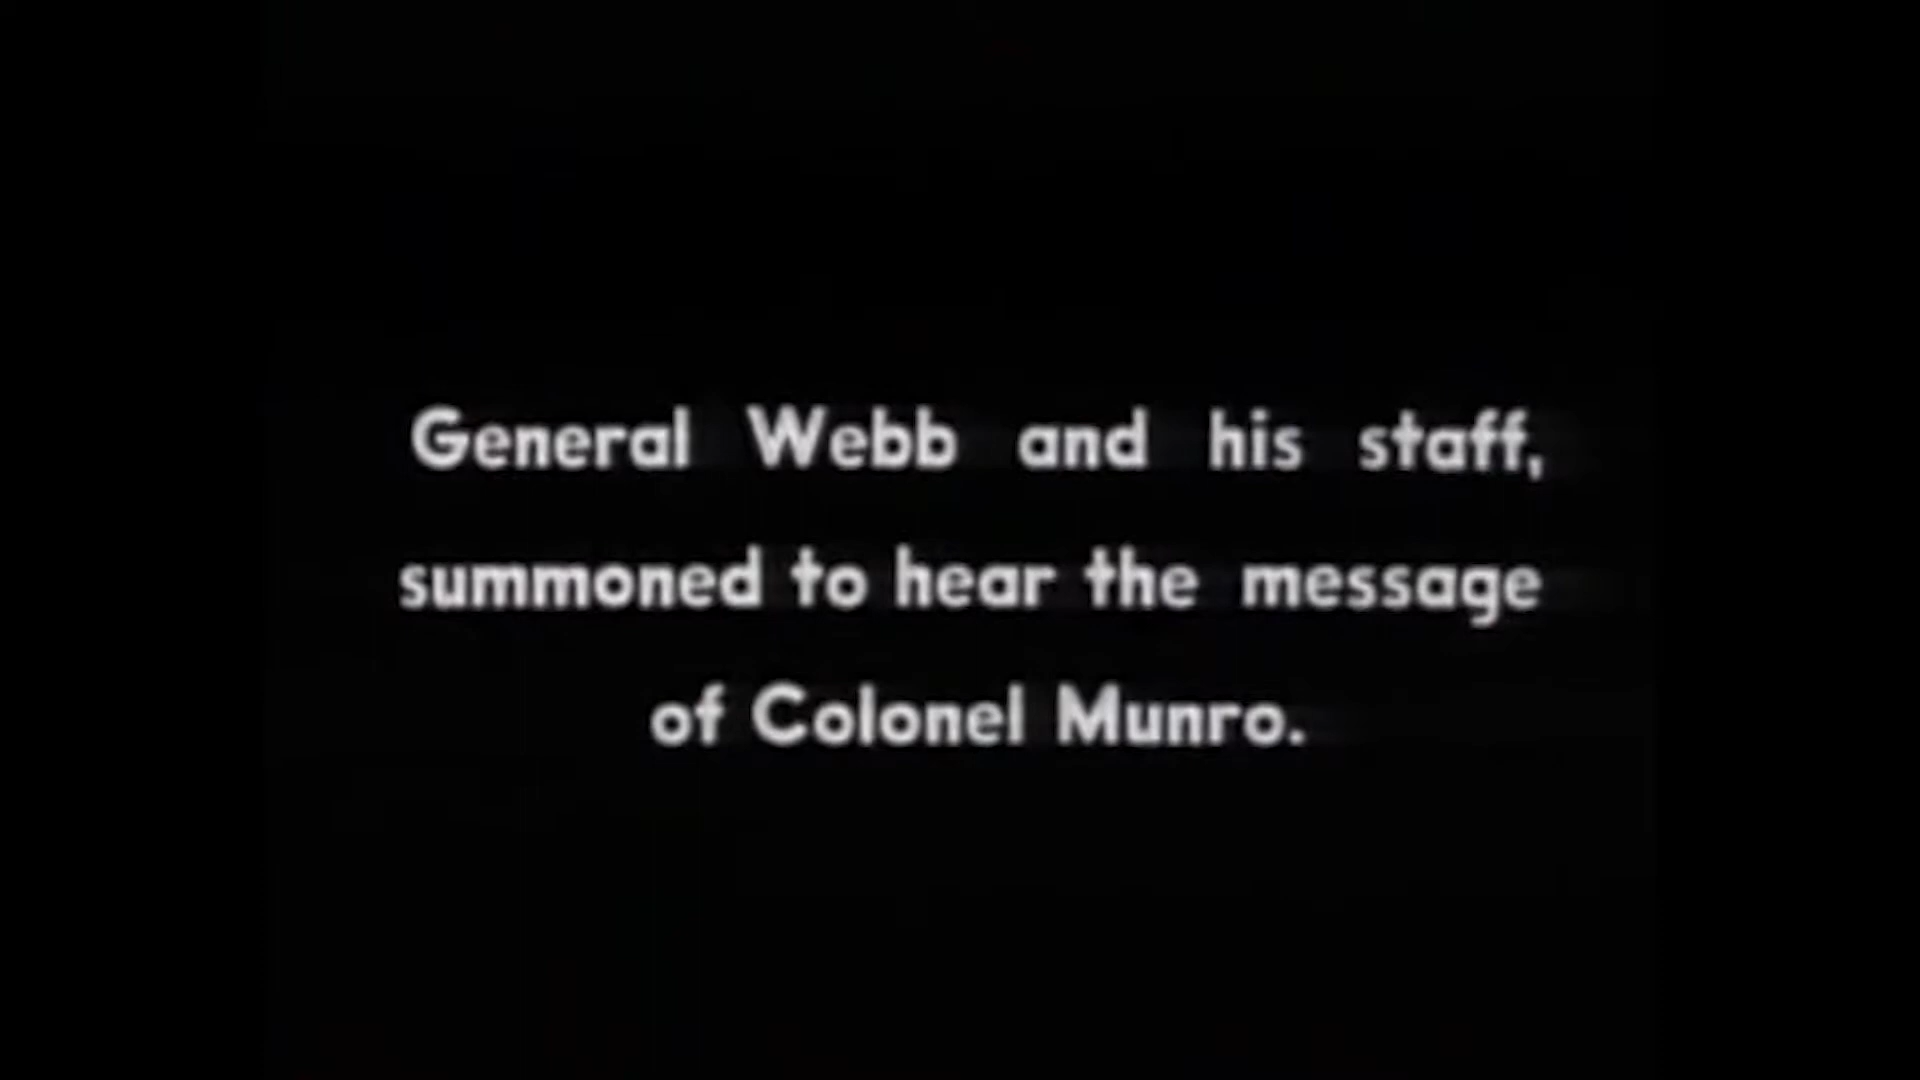 General Webb and his staff,
summoned to hear the message
of Colonel Munro.